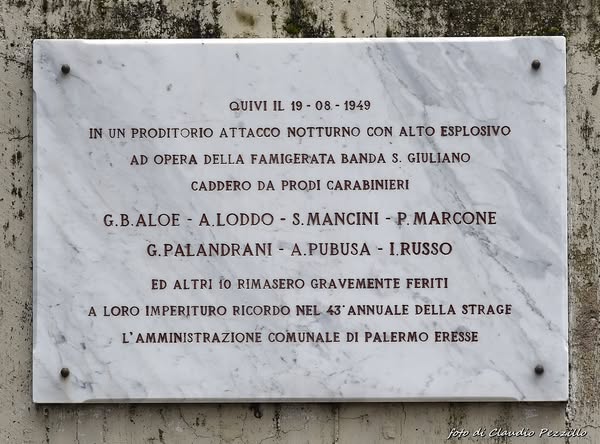 QUIVI IL 19-08-1949
IN UN PRODITORIO ATTACCO NOTTURNO CON ALTO ESPLOSIVO
AD OPERA DELLA FAMIGERATA BANDA S. GIULIANO
CADDERO DA PRODI CARABINIERI
G.B.ALOE - A.LODDO - S.MANCINI - P.MARCONE
G.PALANDRANI - A.PUBUSA - I.RUSSO
ED ALTRI 10 RIMASERO GRAVEMENTE FERITI
A LORO IMPERITURO RICORDO NEL 43° ANNUALE DELLA STRAGE
L'AMMINISTRAZIONE COMUNALE DI PALERMO ERESSE
foto di Claudio Pezzillo